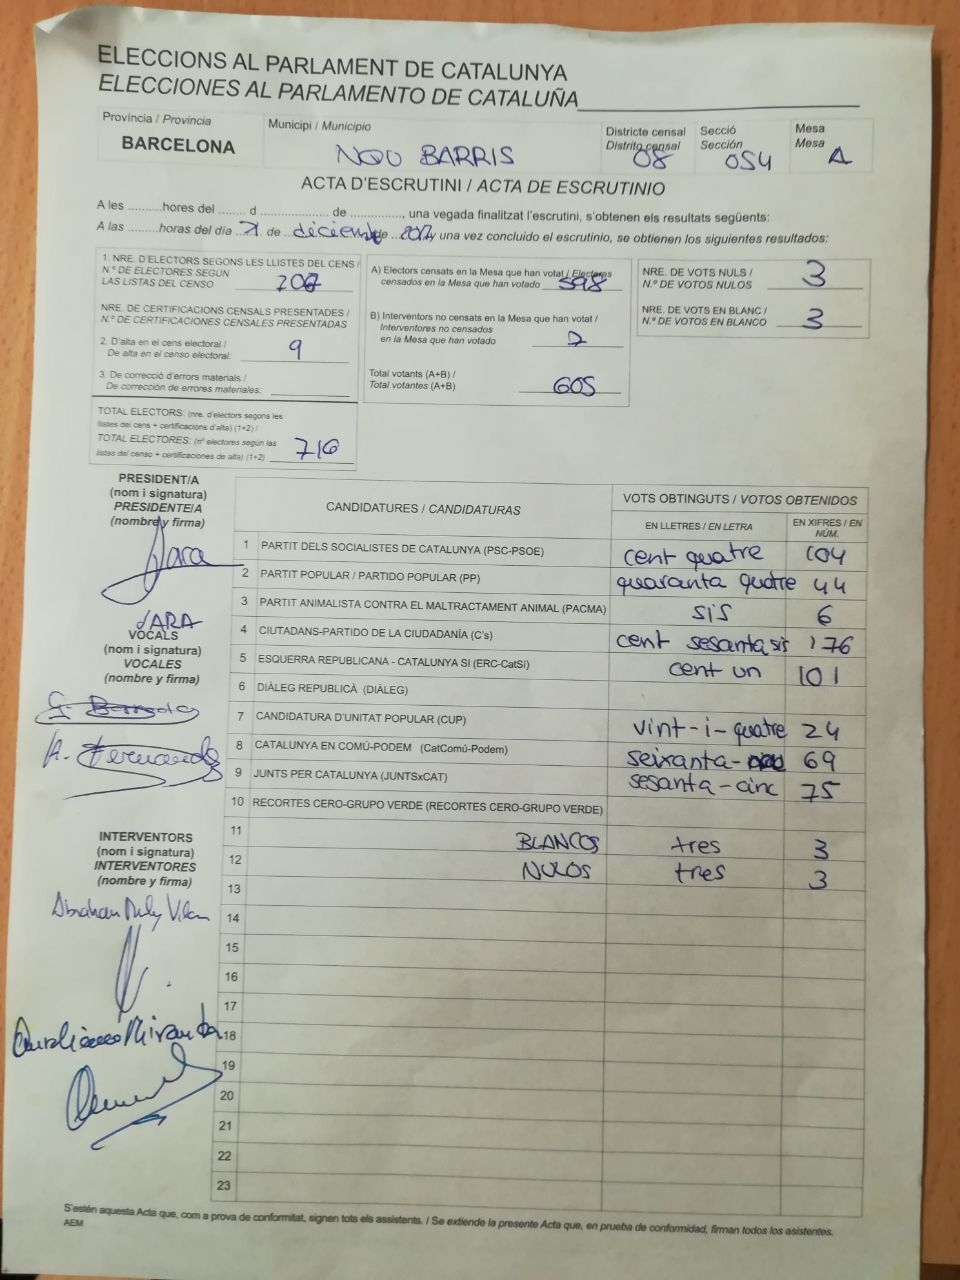 ELECCIONS AL PARLAMENT DE CATALUNYA
ELECCIONES AL PARLAMENTO DE CATALUÑA
Província / Provincia
BARCELONA
Municipi / Municipio
NOU BARRIS
Districte censal
Distrito censal
08
Secció
Sección
054
Mesa
Mesa
A
ACTA D'ESCRUTINI / ACTA DE ESCRUTINIO
A les ..........hores del ........ d ..................... de .................., una vegada finalitzat l'escrutini, s'obtenen els resultats següents:
A las .........horas del día 21 de ...diciembre de 2017 y una vez concluido el escrutinio, se obtienen los siguientes resultados:
1. NRE. D'ELECTORS SEGONS LES LLISTES DEL CENS /
N.º DE ELECTORES SEGÚN
LAS LISTAS DEL CENSO
707
NRE. DE CERTIFICACIONS CENSALS PRESENTADES /
N.º DE CERTIFICACIONES CENSALES PRESENTADAS
2. D'alta en el cens electoral /
De alta en el censo electoral:
9
3. De correcció d'errors materials /
De corrección de errores materiales:
TOTAL ELECTORS: (nre. d'electors segons les
llistes del cens + certificacions d'alta) (1+2) /
TOTAL ELECTORES: (nº electores según las
listas del censo + certificaciones de alta) (1+2)
716
A) Electors censats en la Mesa que han votat / Electores
censados en la Mesa que han votado
598
B) Interventors no censats en la Mesa que han votat /
Interventores no censados
en la Mesa que han votado
7
Total votants (A+B) /
Total votantes (A+B)
605
NRE. DE VOTS NULS /
N.º DE VOTOS NULOS
3
NRE. DE VOTS EN BLANC /
N.º DE VOTOS EN BLANCO
3
PRESIDENT/A
(nom i signatura)
PRESIDENTE/A
(nombre y firma)
Jara
JARA
VOCALS
(nom i signatura)
VOCALES
(nombre y firma)
A. Fernandez
INTERVENTORS
(nom i signatura)
INTERVENTORES
(nombre y firma)
Aureliano Miranda
CANDIDATURES / CANDIDATURAS
VOTS OBTINGUTS / VOTOS OBTENIDOS
EN LLETRES / EN LETRA
EN XIFRES / EN NÚM.
1 PARTIT DELS SOCIALISTES DE CATALUNYA (PSC-PSOE) cent quatre 104
2 PARTIT POPULAR / PARTIDO POPULAR (PP) quaranta quatre 44
3 PARTIT ANIMALISTA CONTRA EL MALTRACTAMENT ANIMAL (PACMA) sis 6
4 CIUTADANS-PARTIDO DE LA CIUDADANÍA (C's) cent sesanta sis 176
5 ESQUERRA REPUBLICANA - CATALUNYA SI (ERC-CatSí) cent un 101
6 DIÀLEG REPUBLICÀ (DIÀLEG)
7 CANDIDATURA D'UNITAT POPULAR (CUP) vint-i-quatre 24
8 CATALUNYA EN COMÚ-PODEM (CatComú-Podem) seixanta-nou 69
9 JUNTS PER CATALUNYA (JUNTSxCAT) sesanta-cinc 75
10 RECORTES CERO-GRUPO VERDE (RECORTES CERO-GRUPO VERDE)
11 BLANCOS tres 3
12 NULOS tres 3
13
14
15
16
17
18
19
20
21
22
23
S'estén aquesta Acta que, com a prova de conformitat, signen tots els assistents. / Se extiende la presente Acta que, en prueba de conformidad, firman todos los asistentes.
AEM